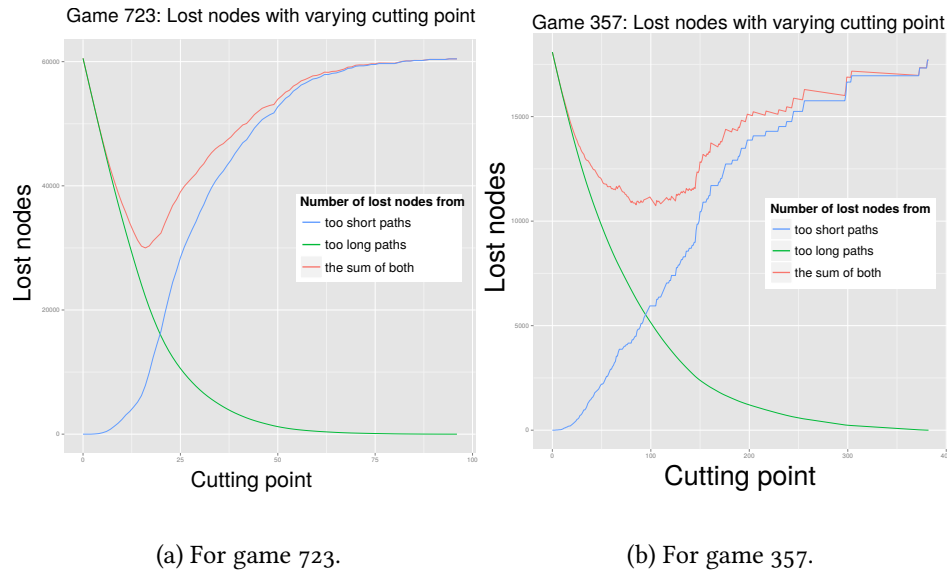 Game 723: Lost nodes with varying cutting point
Lost nodes
60000
40000
20000
0
Number of lost nodes from
too short paths
too long paths
the sum of both
0
25
50
75
100
Cutting point
(a) For game 723.
Game 357: Lost nodes with varying cutting point
Lost nodes
15000
10000
5000
0
Number of lost nodes from
too short paths
too long paths
the sum of both
0
100
200
300
Cutting point
(b) For game 357.